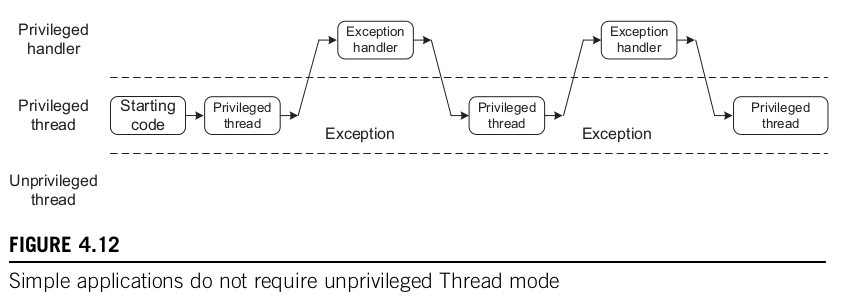 Privileged
handler
Exception
handler
Exception
handler
Privileged
thread
Starting
code
Privileged
thread
Exception
Privileged
thread
Exception
Privileged
thread
Unprivileged
thread
FIGURE 4.12
Simple applications do not require unprivileged Thread mode